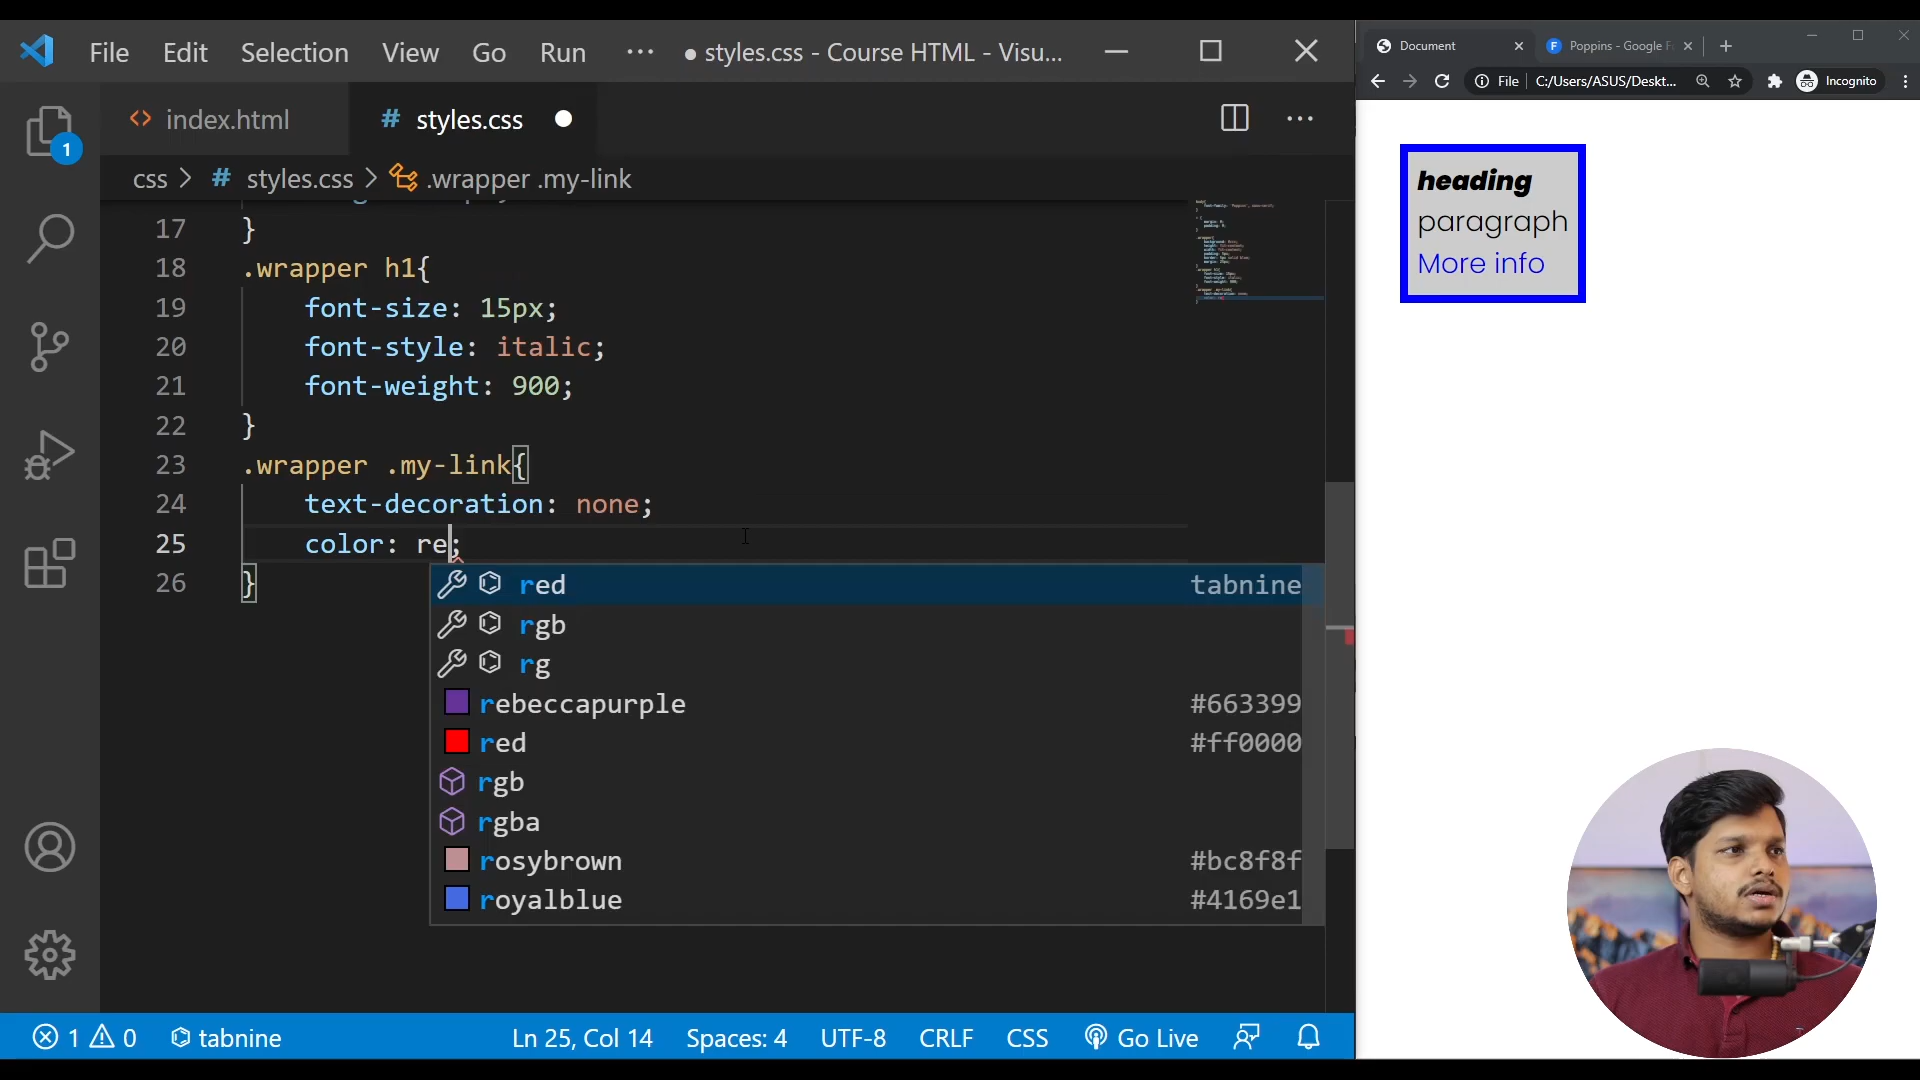 File Edit Selection View Go Run ··· ● styles.css - Course HTML - Visu...
<> index.html # styles.css ● ···
css > # styles.css > .wrapper .my-link
17 }
18 .wrapper h1{
19 font-size: 15px;
20 font-style: italic;
21 font-weight: 900;
22 }
23 .wrapper .my-link{
24 text-decoration: none;
25 color: re;
26 }
red tabnine
rgb
rg
rebeccapurple #663399
red #ff0000
rgb
rgba
rosybrown #bc8f8f
royalblue #4169e1
1
1 0 tabnine Ln 25, Col 14 Spaces: 4 UTF-8 CRLF CSS Go Live
Document Poppins - Google F
File C:/Users/ASUS/Deskt... Incognito
heading
paragraph
More info